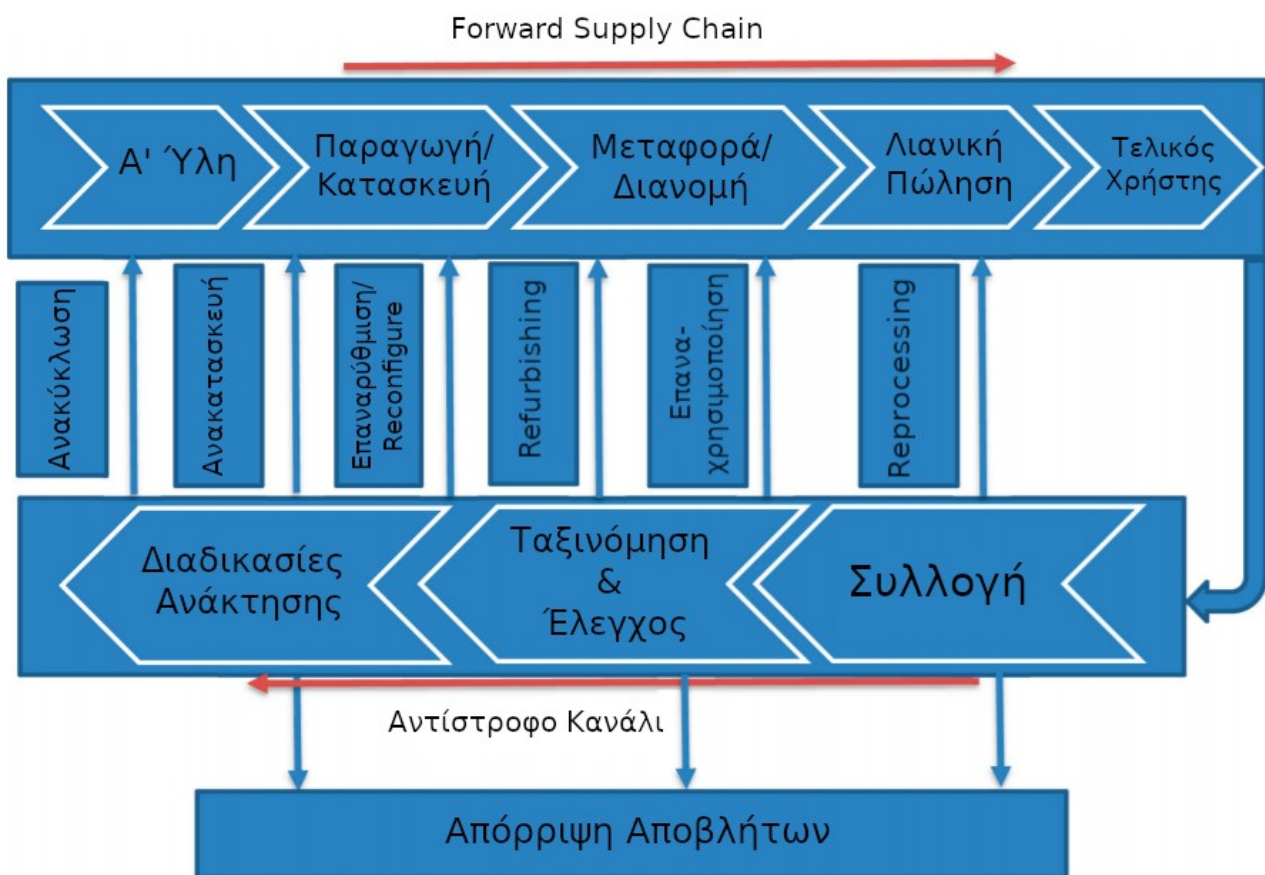 Forward Supply Chain
Α' Ύλη
Παραγωγή/
Κατασκευή
Μεταφορά/
Διανομή
Λιανική
Πώληση
Τελικός
Χρήστης
Ανακύκλωση
Ανακατασκευή
Επαναρύθμιση/
Reconfigure
Refurbishing
Επανα-
χρησιμοποίηση
Reprocessing
Διαδικασίες
Ανάκτησης
Ταξινόμηση
&
Έλεγχος
Συλλογή
Αντίστροφο Κανάλι
Απόρριψη Αποβλήτων